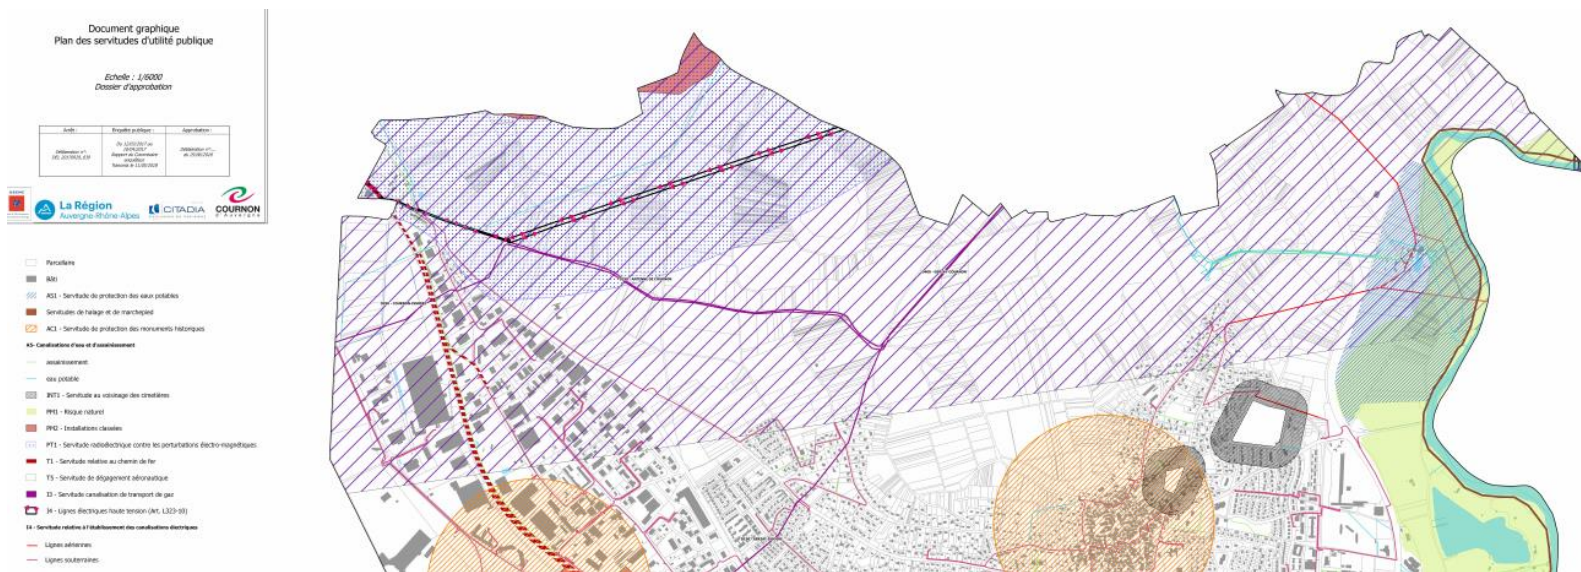 Document graphique
Plan des servitudes d'utilité publique
Echelle : 1/6000
Dossier d'approbation
Arrêt :
Enquête publique :
Approbation :
La Région
Auvergne-Rhône-Alpes
CITADIA
COURNON
d'Auvergne
Parcellaire
Bâti
AS1 - Servitude de protection des eaux potables
Servitudes de halage et de marchepied
AC1 - Servitude de protection des monuments historiques
A5- Canalisations d'eau et d'assainissement
assainissement
eau potable
INT1 - Servitude au voisinage des cimetières
PM1 - Risque naturel
PM2 - Installations classées
PT1 - Servitude radioélectrique contre les perturbations électro-magnétiques
T1 - Servitude relative au chemin de fer
T5 - Servitude de dégagement aéronautique
I3 - Servitude canalisation de transport de gaz
I4 - Lignes électriques haute tension (Art. L323-10)
I4 - Servitude relative à l'établissement des canalisations électriques
Lignes aériennes
Lignes souterraines